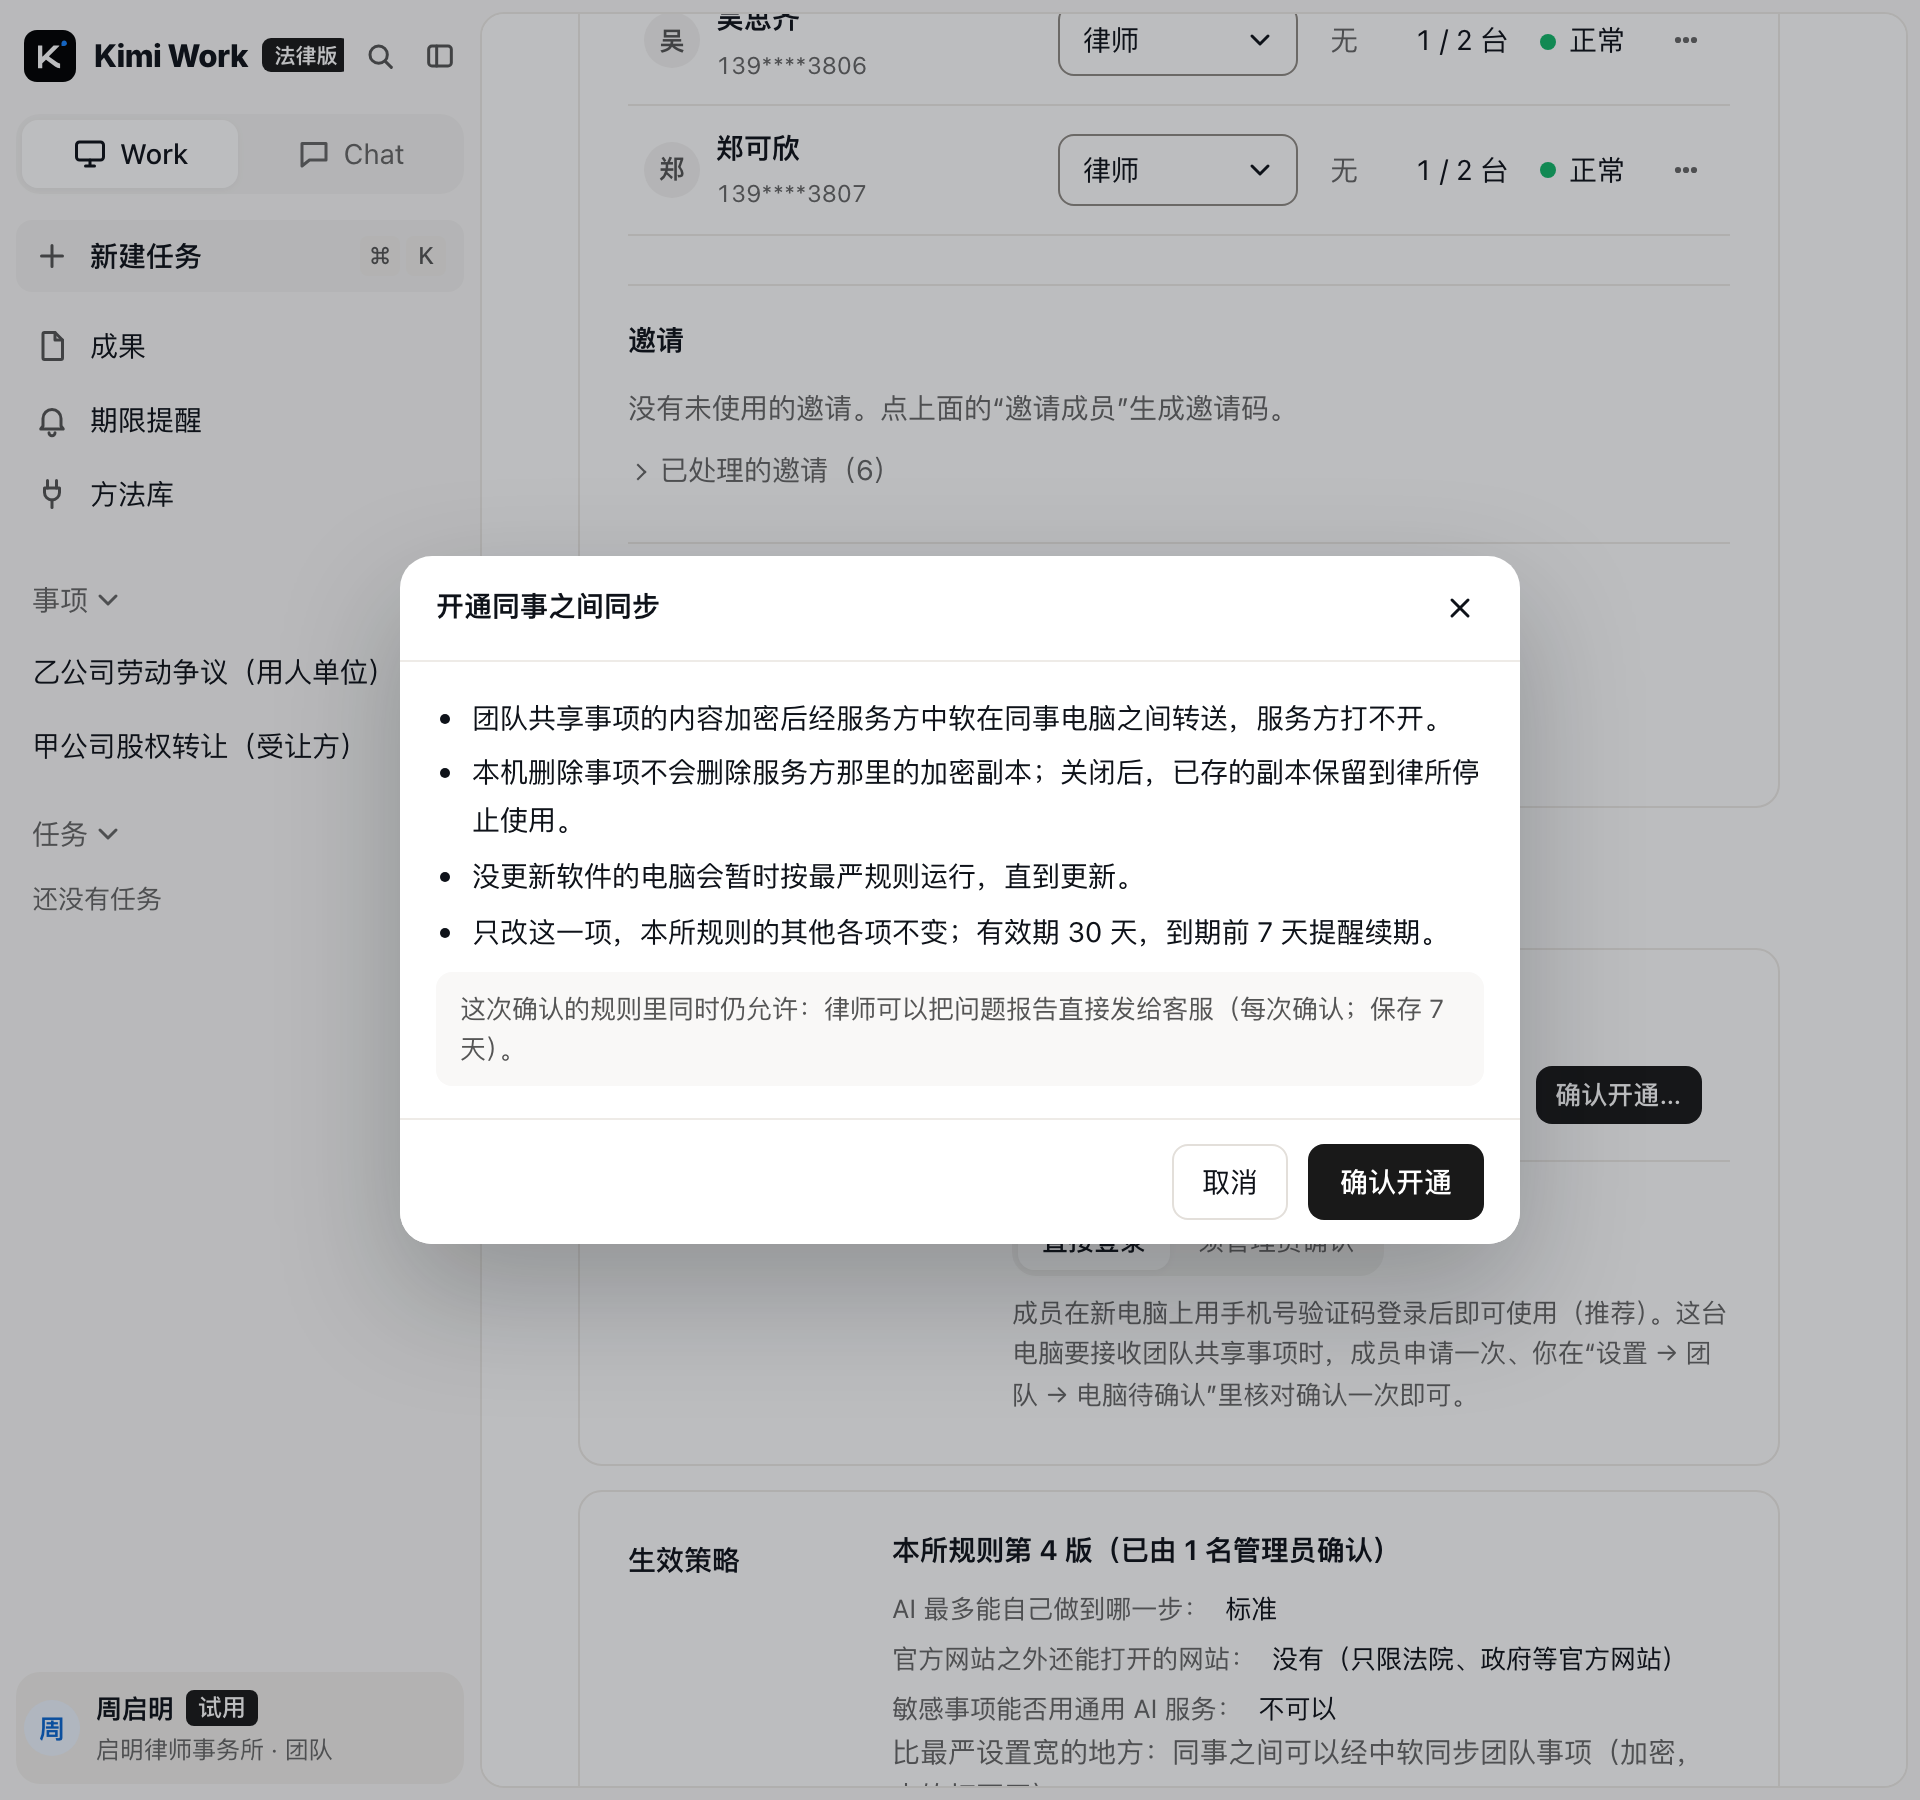 Kimi Work 法律版
Work
Chat
新建任务 ⌘ K
成果
期限提醒
方法库
事项
乙公司劳动争议（用人单位）
甲公司股权转让（受让方）
任务
还没有任务
周 周启明 试用
启明律师事务所 · 团队
吴
139****3806
律师 无 1 / 2 台 正常
郑 郑可欣
139****3807
律师 无 1 / 2 台 正常
邀请
没有未使用的邀请。点上面的“邀请成员”生成邀请码。
已处理的邀请（6）
开通同事之间同步
• 团队共享事项的内容加密后经服务方中软在同事电脑之间转送，服务方打不开。
• 本机删除事项不会删除服务方那里的加密副本；关闭后，已存的副本保留到律所停
止使用。
• 没更新软件的电脑会暂时按最严规则运行，直到更新。
• 只改这一项，本所规则的其他各项不变；有效期 30 天，到期前 7 天提醒续期。
这次确认的规则里同时仍允许：律师可以把问题报告直接发给客服（每次确认；保存 7
天）。
取消 确认开通
确认开通...
成员在新电脑上用手机号验证码登录后即可使用（推荐）。这台
电脑要接收团队共享事项时，成员申请一次、你在“设置 → 团
队 → 电脑待确认”里核对确认一次即可。
生效策略
本所规则第 4 版（已由 1 名管理员确认）
AI 最多能自己做到哪一步： 标准
官方网站之外还能打开的网站： 没有（只限法院、政府等官方网站）
敏感事项能否用通用 AI 服务： 不可以
比最严设置宽的地方：同事之间可以经中软同步团队事项（加密，